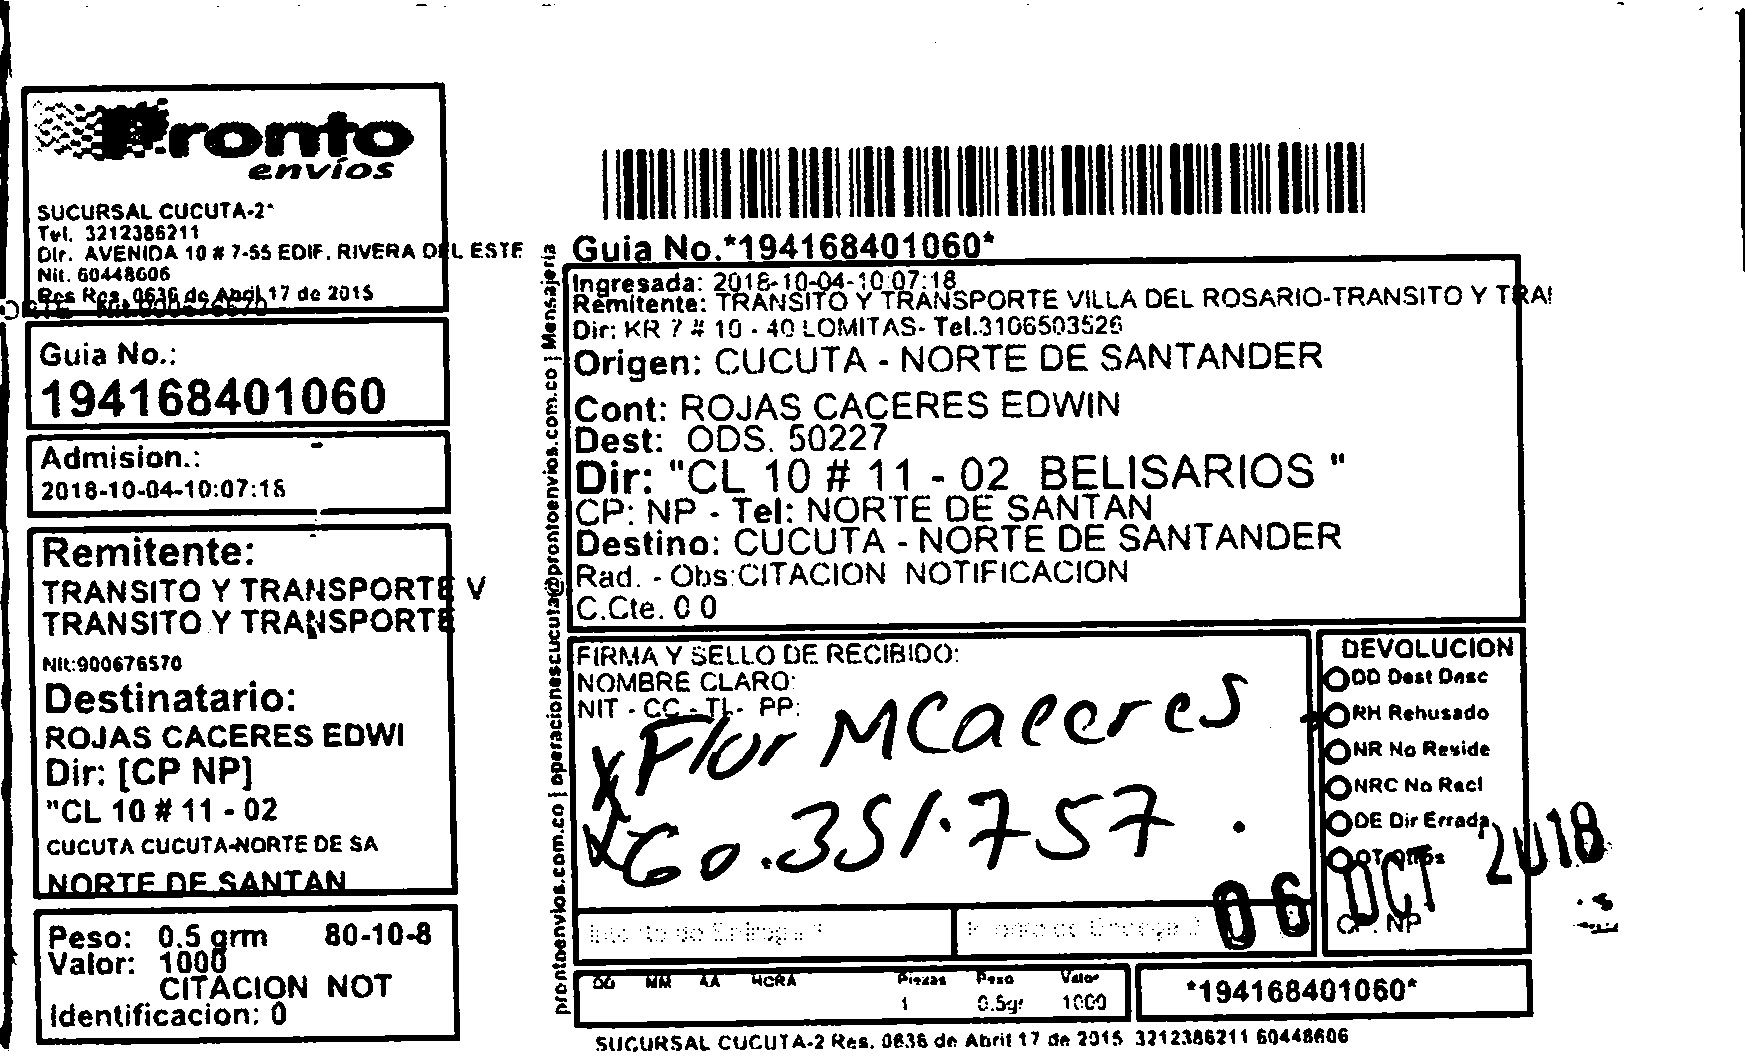 Pronto
envíos
SUCURSAL CUCUTA-2*
Tel. 3212386211
Dir. AVENIDA 10 # 7-55 EDIF. RIVERA DEL ESTE
Nit. 60448606
Res Res. 0636 de Abril 17 de 2015
Guia No.:
194168401060
Admision.:
2018-10-04-10:07:18
Remitente:
TRANSITO Y TRANSPORTE V
TRANSITO Y TRANSPORTE
Nit:900676570
Destinatario:
ROJAS CACERES EDWI
Dir: [CP NP]
"CL 10 # 11 - 02
CUCUTA CUCUTA-NORTE DE SA
NORTE DE SANTAN
Peso: 0.5 grm 80-10-8
Valor: 1000
CITACION NOT
Identificacion: 0
prontoenvios.com.co | operacionescucuta@prontoenvios.com.co | Mensajeria
Guia No.*194168401060*
Ingresada: 2018-10-04-10:07:18
Remitente: TRANSITO Y TRANSPORTE VILLA DEL ROSARIO-TRANSITO Y TRA
Dir: KR 7 # 10 - 40 LOMITAS- Tel.3106503526
Origen: CUCUTA - NORTE DE SANTANDER
Cont: ROJAS CACERES EDWIN
Dest: ODS. 50227
Dir: "CL 10 # 11 - 02 BELISARIOS "
CP: NP - Tel: NORTE DE SANTAN
Destino: CUCUTA - NORTE DE SANTANDER
Rad. - Obs:CITACION NOTIFICACION
C.Cte. 0 0
FIRMA Y SELLO DE RECIBIDO:
NOMBRE CLARO:
NIT - CC - TI - PP:
Flor M Caceres
60.351.757.
DEVOLUCION
DD Dest Desc
RH Rehusado
NR No Reside
NRC No Recl
DE Dir Errada
OT Otros
06 OCT 2018
CP: NP
DD MM AA HORA Piezas Peso Valor
1 0.5gr 1000
*194168401060*
SUCURSAL CUCUTA-2 Res. 0636 de Abril 17 de 2015 3212386211 60448606